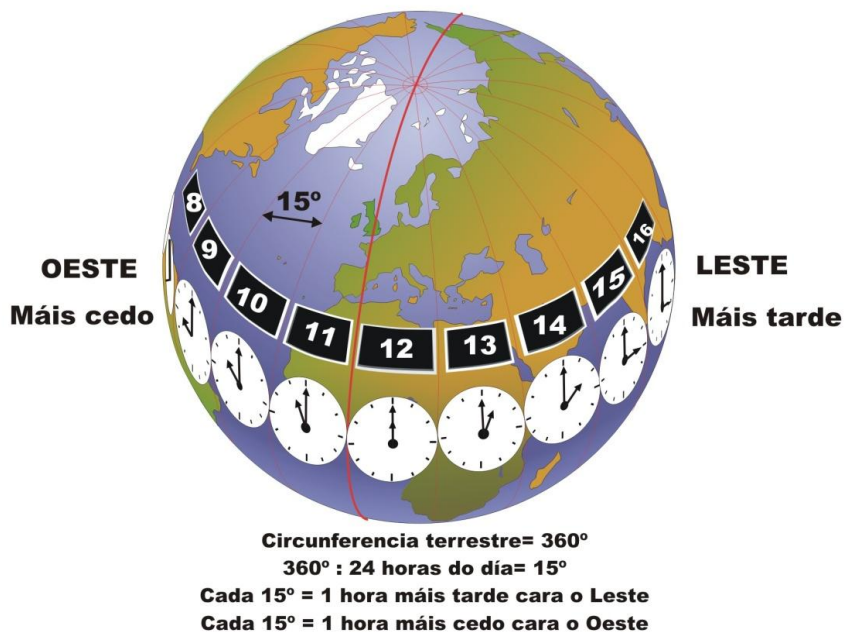 15º
8
9
10
11
12
13
14
15
16
OESTE
Máis cedo
LESTE
Máis tarde
Circunferencia terrestre= 360º
360º : 24 horas do día= 15º
Cada 15º = 1 hora máis tarde cara o Leste
Cada 15º = 1 hora máis cedo cara o Oeste